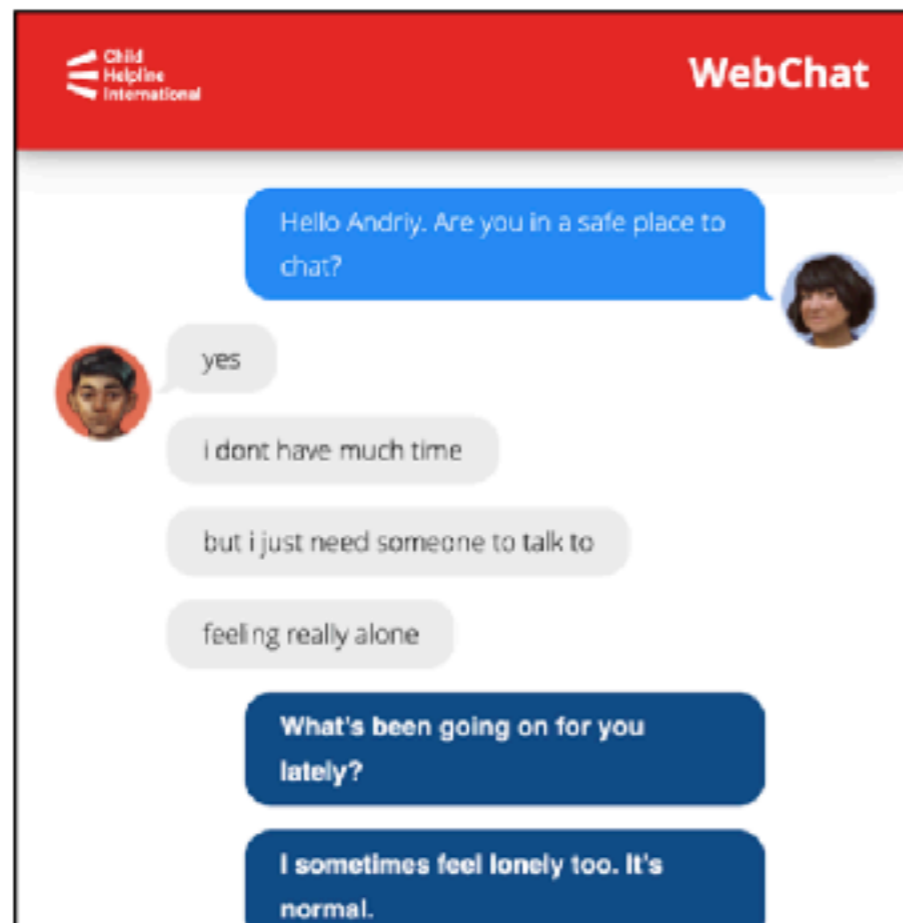 Child
Helpline
International
WebChat
Hello Andriy. Are you in a safe place to
chat?
yes
i dont have much time
but i just need someone to talk to
feeling really alone
What's been going on for you
lately?
I sometimes feel lonely too. It's
normal.